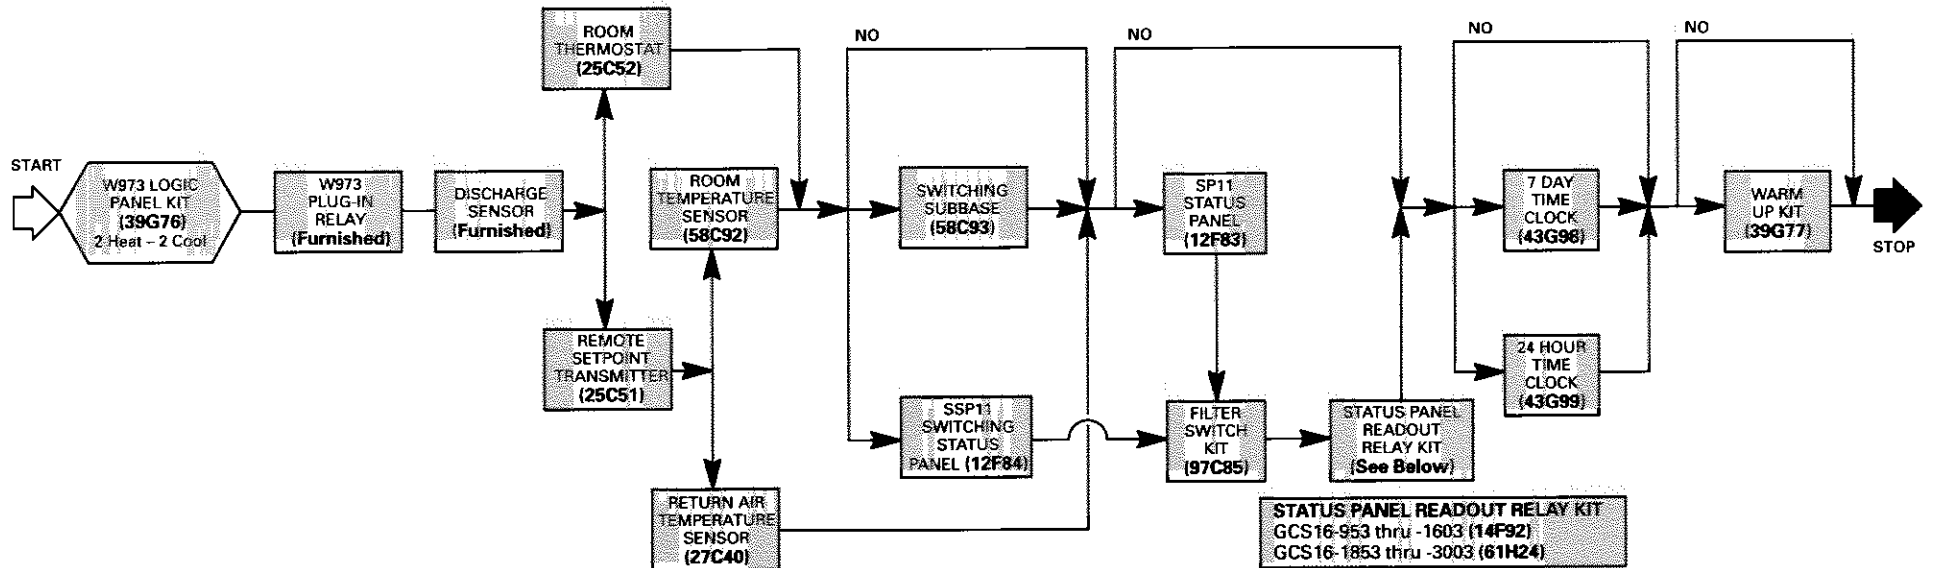 START
W973 LOGIC
PANEL KIT
(39G76)
2 Heat – 2 Cool
W973
PLUG-IN
RELAY
(Furnished)
DISCHARGE
SENSOR
(Furnished)
ROOM
THERMOSTAT
(25C52)
REMOTE
SETPOINT
TRANSMITTER
(25C51)
ROOM
TEMPERATURE
SENSOR
(58C92)
RETURN AIR
TEMPERATURE
SENSOR
(27C40)
NO
SWITCHING
SUBBASE
(58C93)
SSP11
SWITCHING
STATUS
PANEL (12F84)
NO
SP11
STATUS
PANEL
(12F83)
FILTER
SWITCH
KIT
(97C85)
STATUS PANEL
READOUT
RELAY KIT
(See Below)
STATUS PANEL READOUT RELAY KIT
GCS16-953 thru -1603 (14F92)
GCS16-1853 thru -3003 (61H24)
NO
7 DAY
TIME
CLOCK
(43G98)
24 HOUR
TIME
CLOCK
(43G99)
NO
WARM
UP KIT
(39G77)
STOP